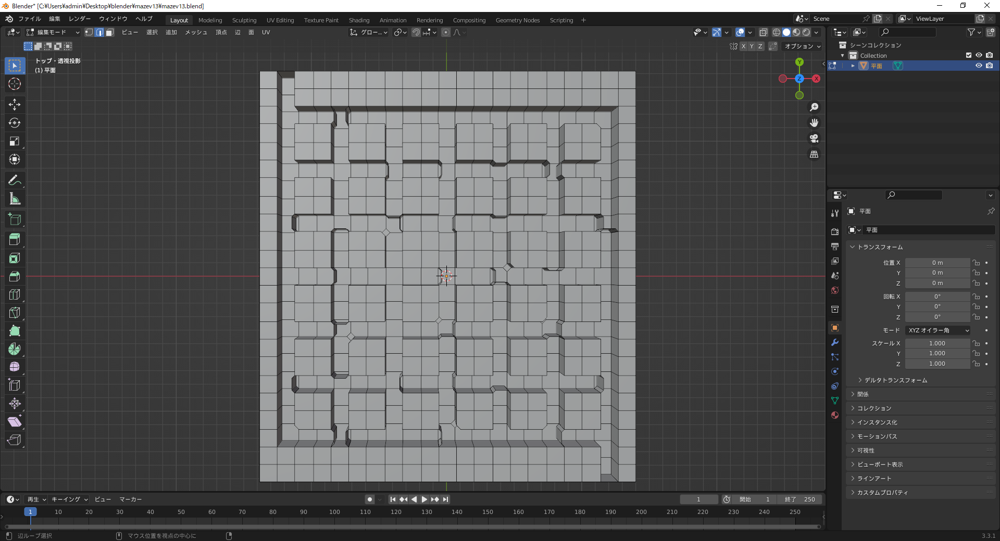 Blender* [C:¥Users¥admin¥Desktop¥blender¥mazev13¥mazev13.blend]
ファイル 編集 レンダー ウィンドウ ヘルプ Layout Modeling Sculpting UV Editing Texture Paint Shading Animation Rendering Compositing Geometry Nodes Scripting + Scene ViewLayer
編集モード ビュー 選択 追加 メッシュ 頂点 辺 面 UV グロー...
X Y Z オプション
トップ・透視投影
(1) 平面
Y
Z X
シーンコレクション
Collection
平面
平面
平面
トランスフォーム
位置 X 0 m
Y 0 m
Z 0 m
回転 X 0°
Y 0°
Z 0°
モード XYZ オイラー角
スケール X 1.000
Y 1.000
Z 1.000
デルタトランスフォーム
関係
コレクション
インスタンス化
モーションパス
可視性
ビューポート表示
ラインアート
カスタムプロパティ
再生 キーイング ビュー マーカー 1 開始 1 終了 250
1 10 20 30 40 50 60 70 80 90 100 110 120 130 140 150 160 170 180 190 200 210 220 230 240 250
辺ループ選択 マウス位置を視点の中心に 3.3.1